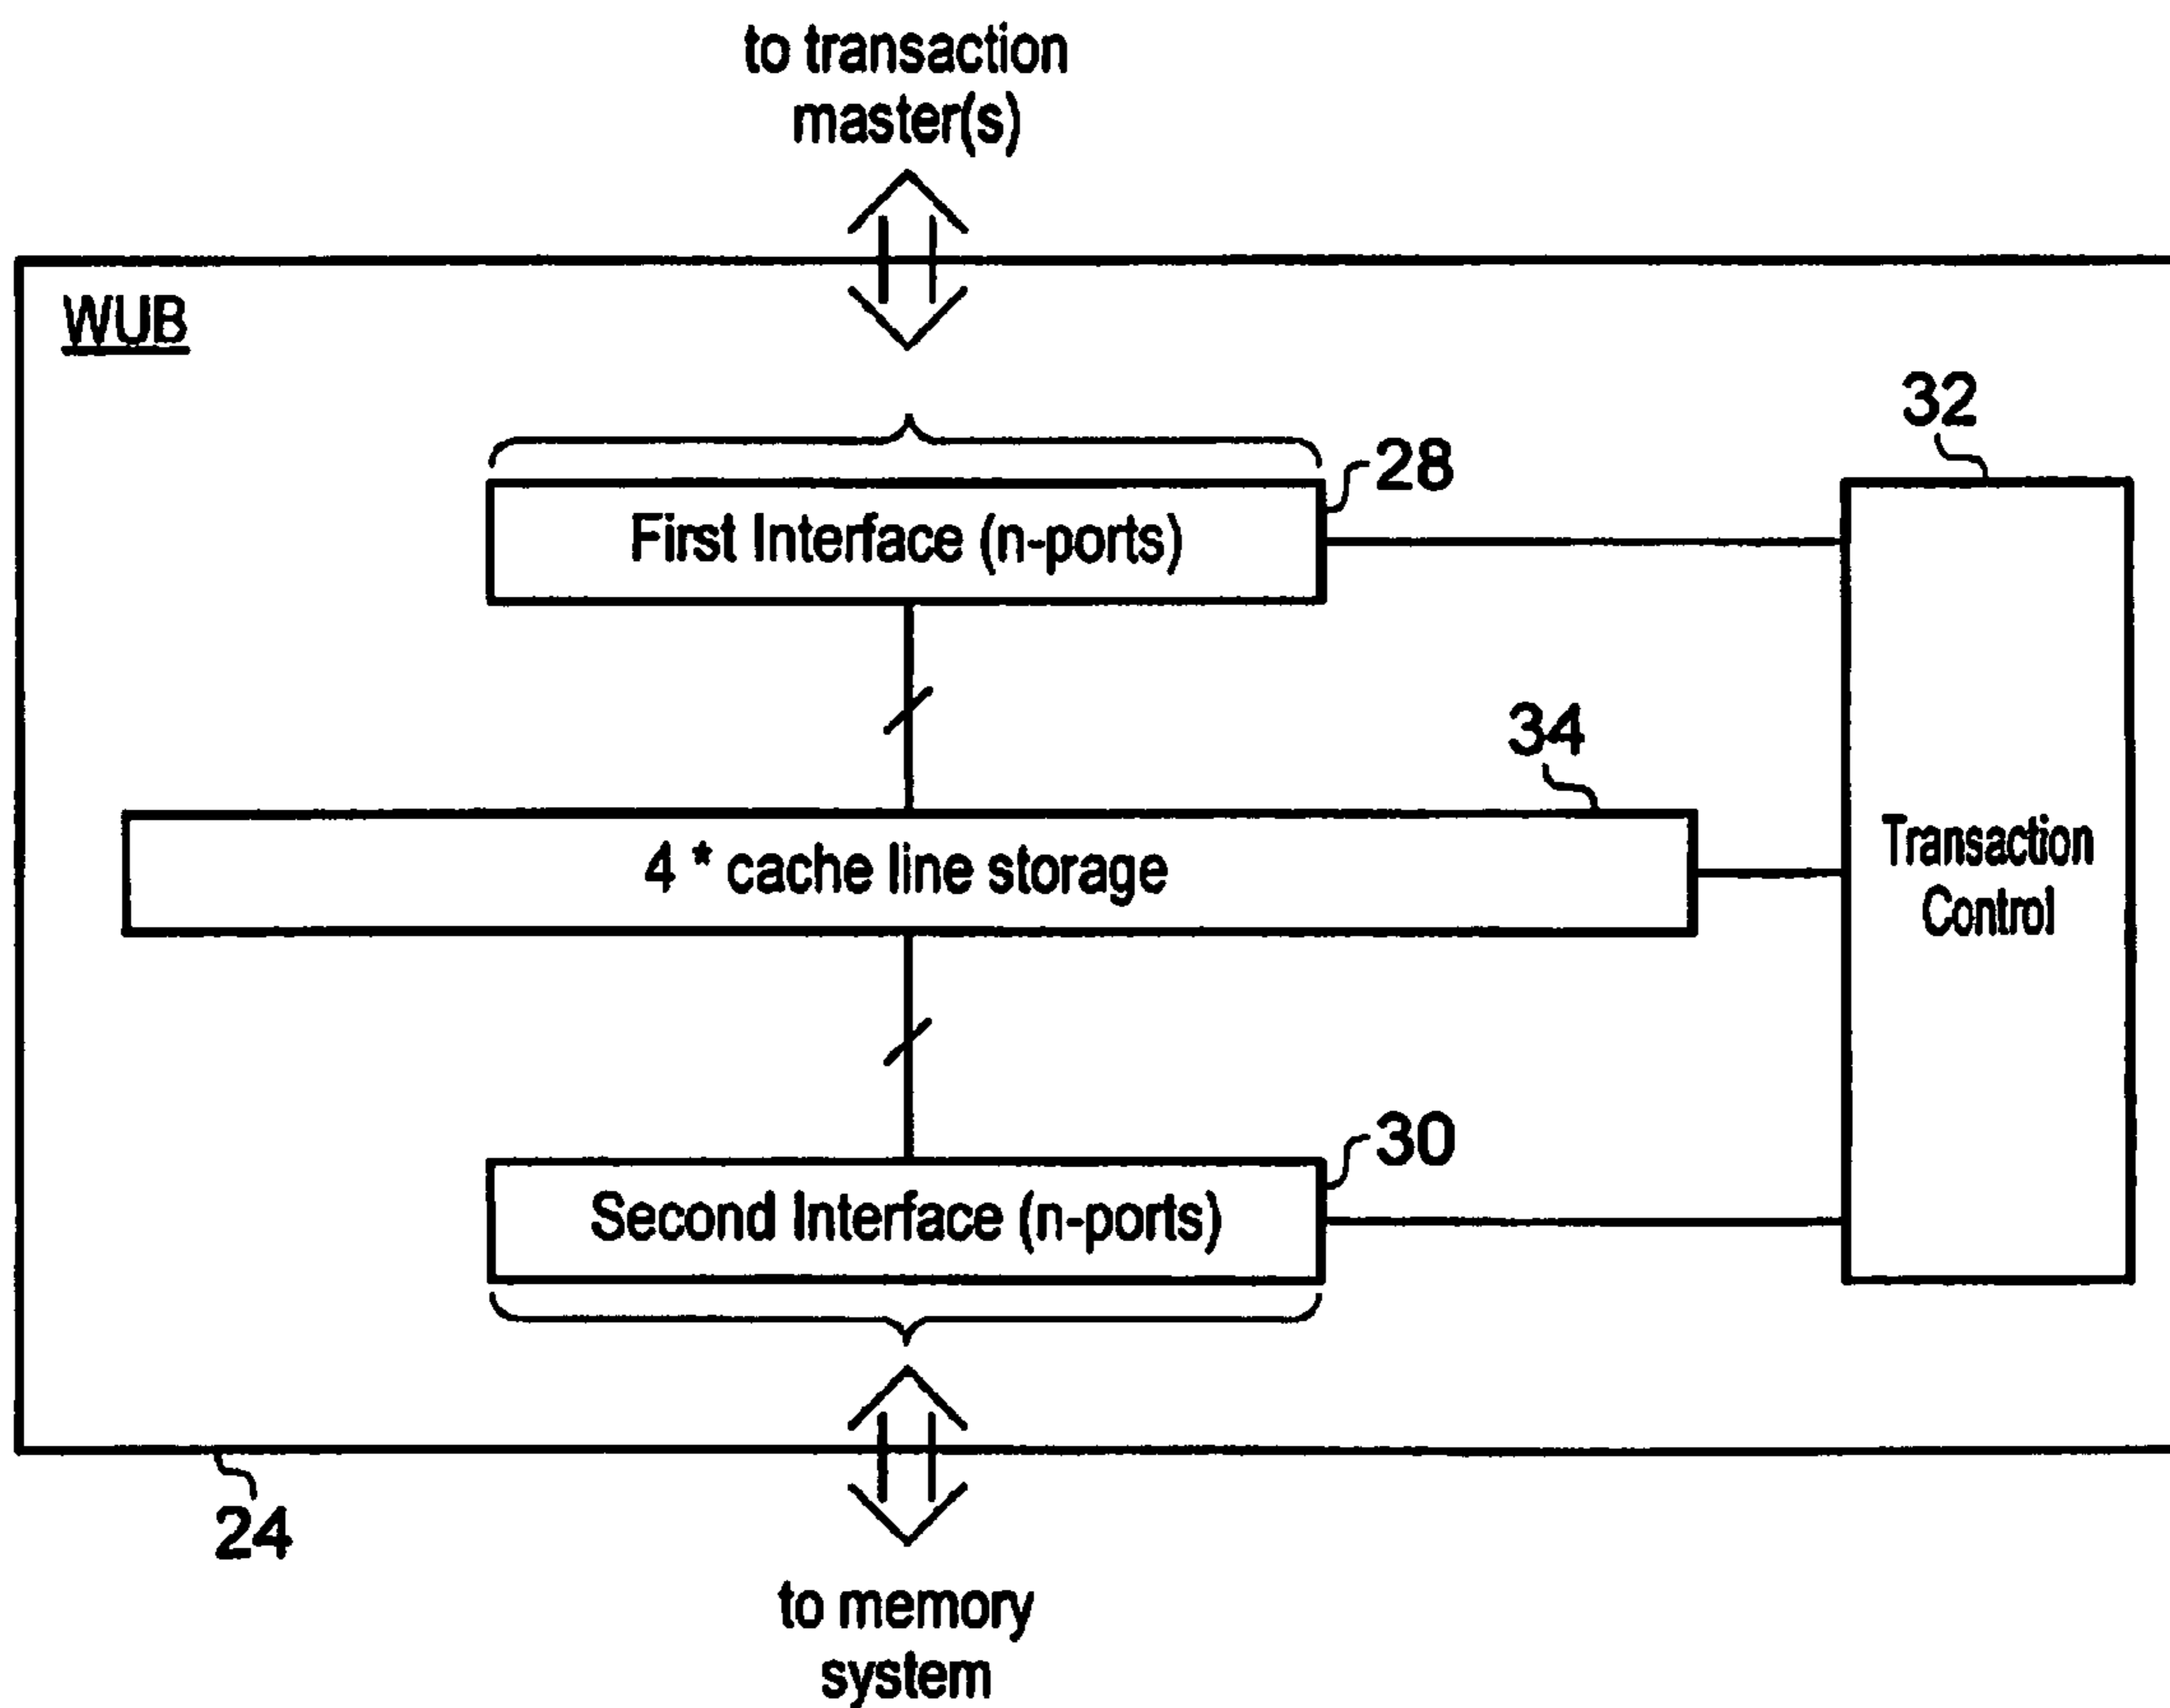 to transaction
master(s)
WUB
32
28
First Interface (n-ports)
34
4 * cache line storage
Transaction
Control
30
Second Interface (n-ports)
24
to memory
system